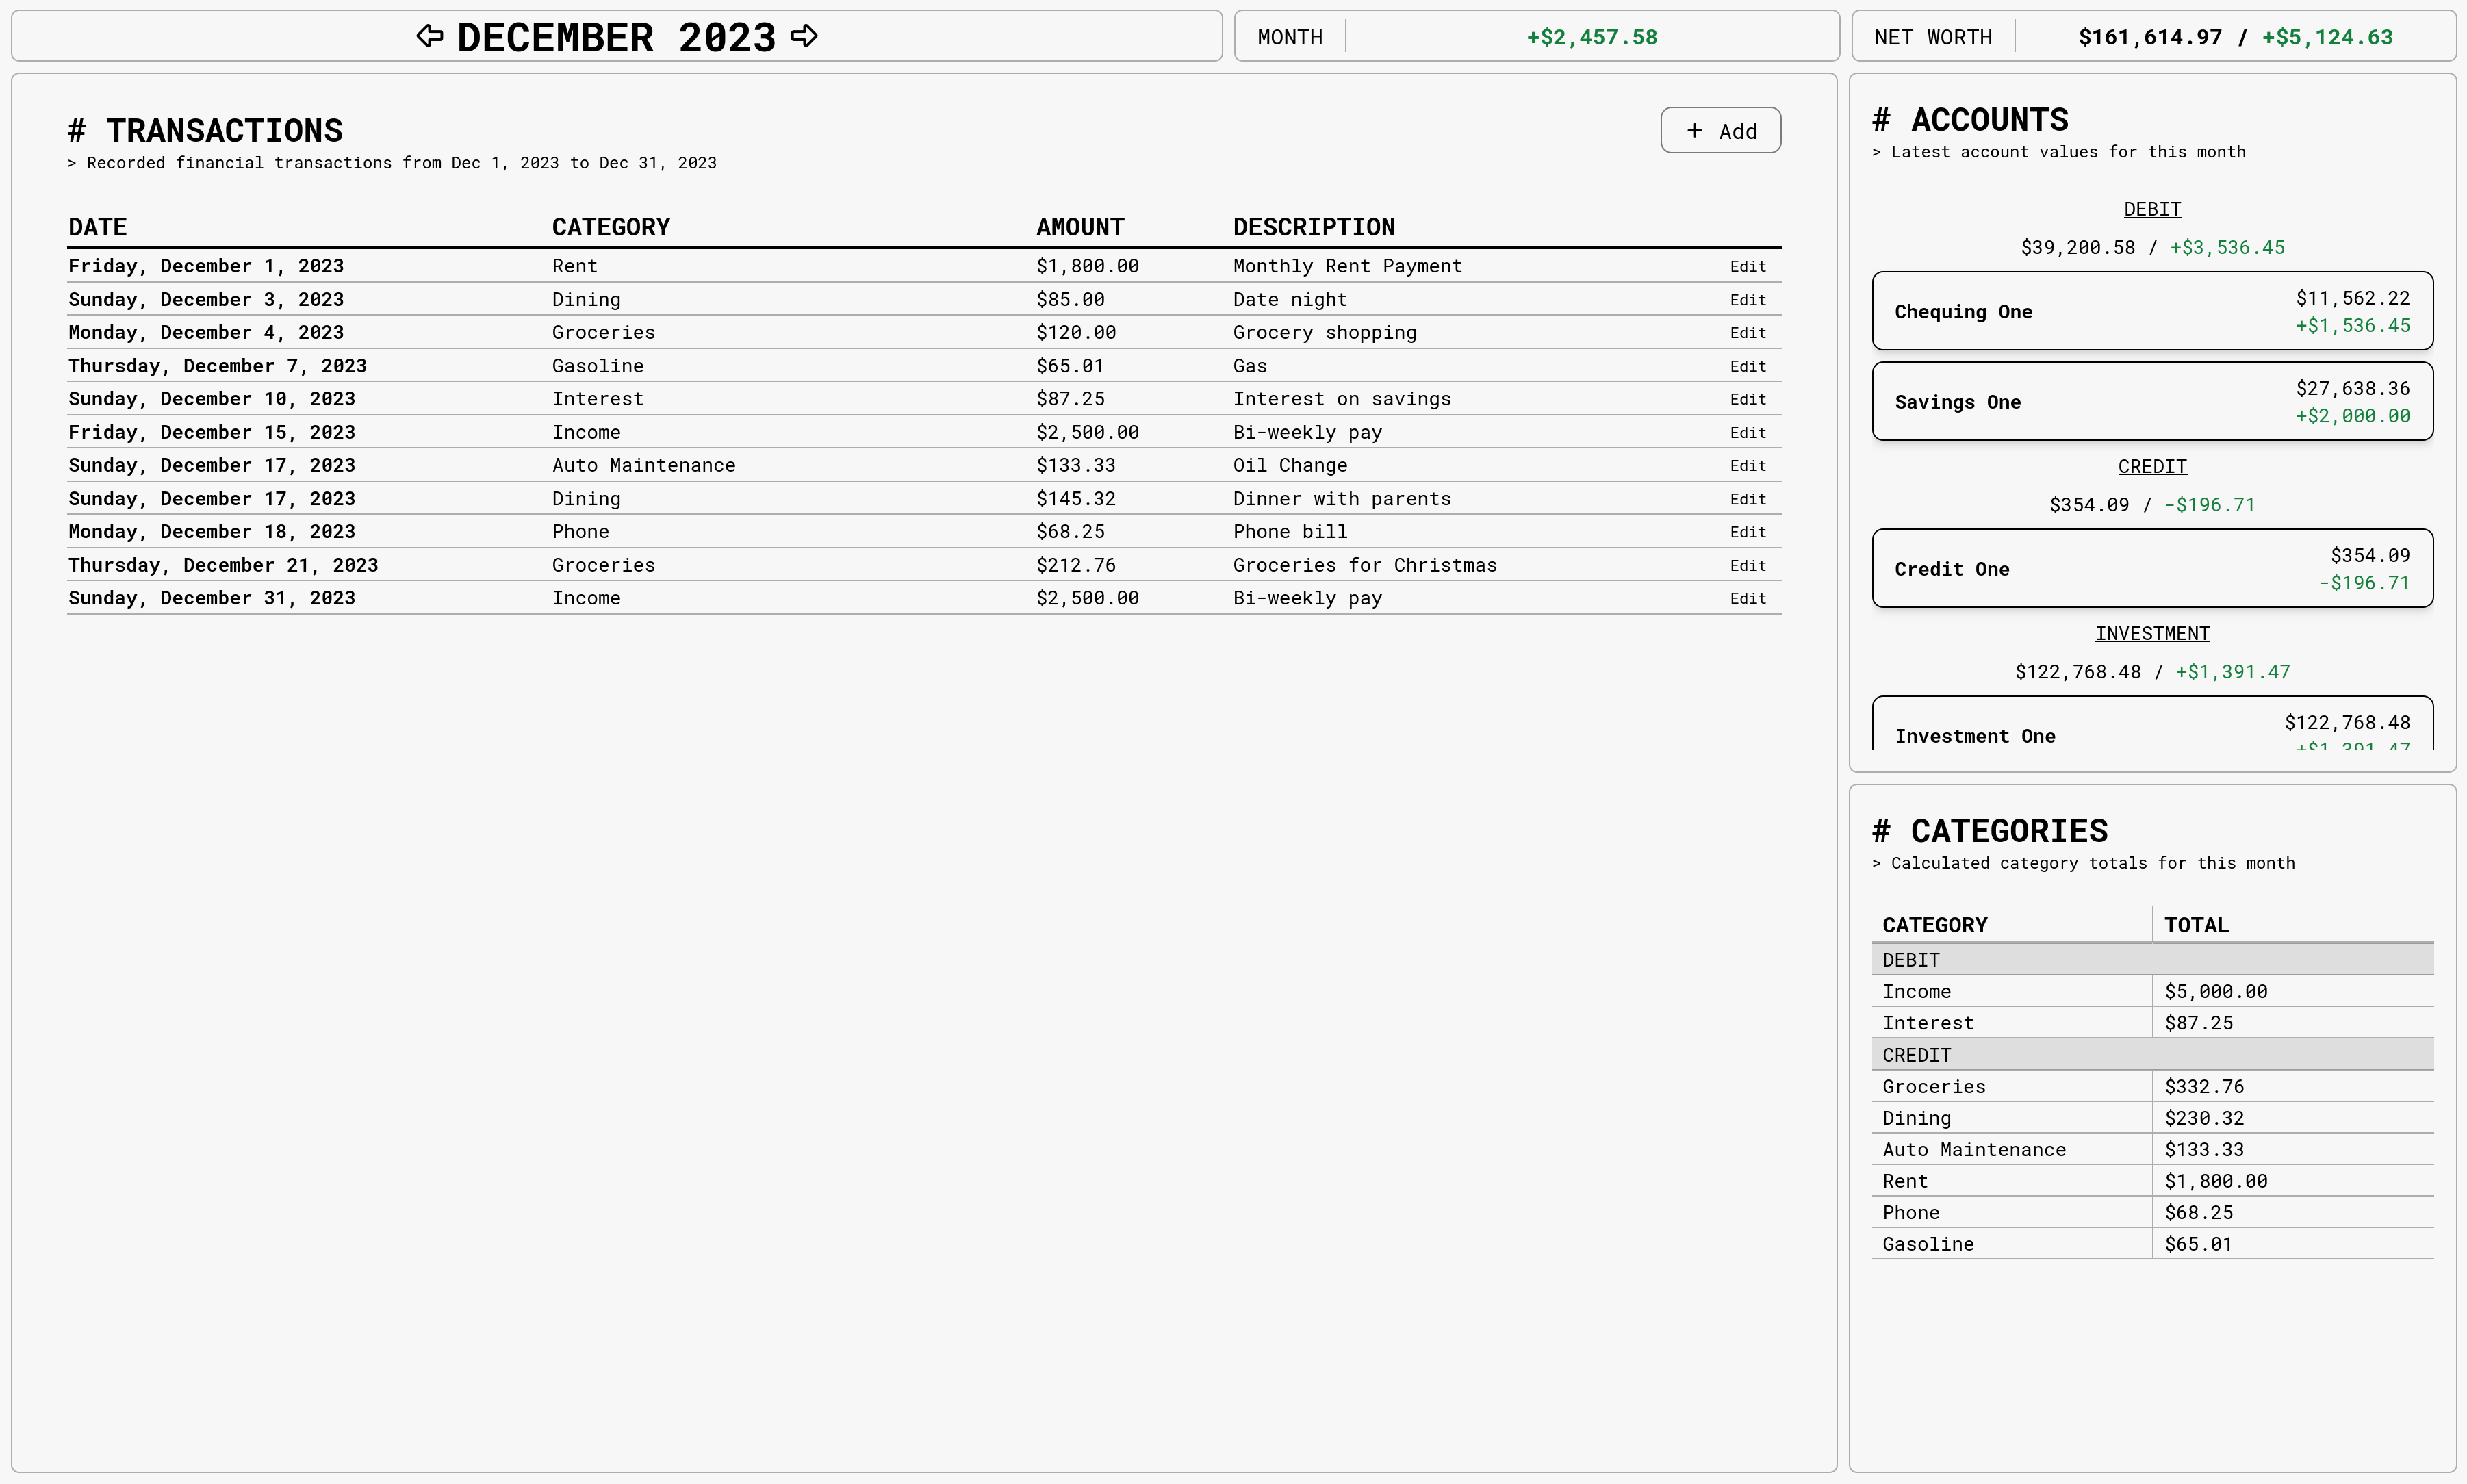 DECEMBER 2023
MONTH +$2,457.58
NET WORTH $161,614.97 / +$5,124.63
# TRANSACTIONS
+ Add
> Recorded financial transactions from Dec 1, 2023 to Dec 31, 2023
DATE CATEGORY AMOUNT DESCRIPTION
Friday, December 1, 2023 Rent $1,800.00 Monthly Rent Payment Edit
Sunday, December 3, 2023 Dining $85.00 Date night Edit
Monday, December 4, 2023 Groceries $120.00 Grocery shopping Edit
Thursday, December 7, 2023 Gasoline $65.01 Gas Edit
Sunday, December 10, 2023 Interest $87.25 Interest on savings Edit
Friday, December 15, 2023 Income $2,500.00 Bi-weekly pay Edit
Sunday, December 17, 2023 Auto Maintenance $133.33 Oil Change Edit
Sunday, December 17, 2023 Dining $145.32 Dinner with parents Edit
Monday, December 18, 2023 Phone $68.25 Phone bill Edit
Thursday, December 21, 2023 Groceries $212.76 Groceries for Christmas Edit
Sunday, December 31, 2023 Income $2,500.00 Bi-weekly pay Edit
# ACCOUNTS
> Latest account values for this month
DEBIT
$39,200.58 / +$3,536.45
Chequing One $11,562.22
+$1,536.45
Savings One $27,638.36
+$2,000.00
CREDIT
$354.09 / -$196.71
Credit One $354.09
-$196.71
INVESTMENT
$122,768.48 / +$1,391.47
Investment One $122,768.48
+$1,391.47
# CATEGORIES
> Calculated category totals for this month
CATEGORY TOTAL
DEBIT
Income $5,000.00
Interest $87.25
CREDIT
Groceries $332.76
Dining $230.32
Auto Maintenance $133.33
Rent $1,800.00
Phone $68.25
Gasoline $65.01